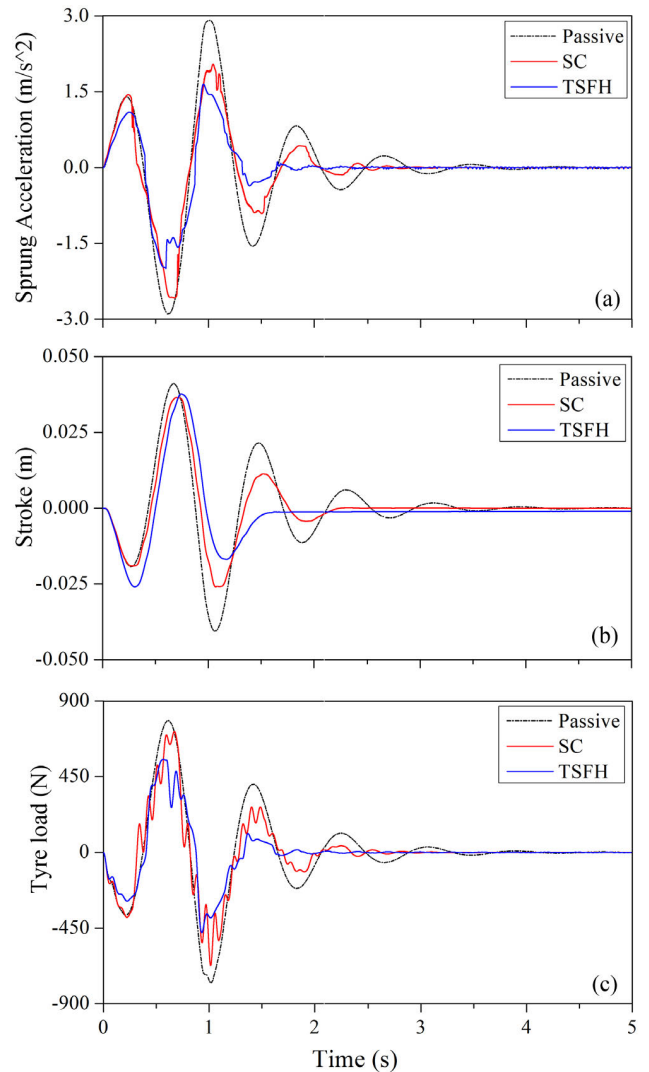 3.0
1.5
0.0
-1.5
-3.0
Sprung Acceleration (m/s^2)
Passive
SC
TSFH
(a)
0.050
0.025
0.000
-0.025
-0.050
Stroke (m)
Passive
SC
TSFH
(b)
900
450
0
-450
-900
Tyre load (N)
Passive
SC
TSFH
(c)
0 1 2 3 4 5
Time (s)